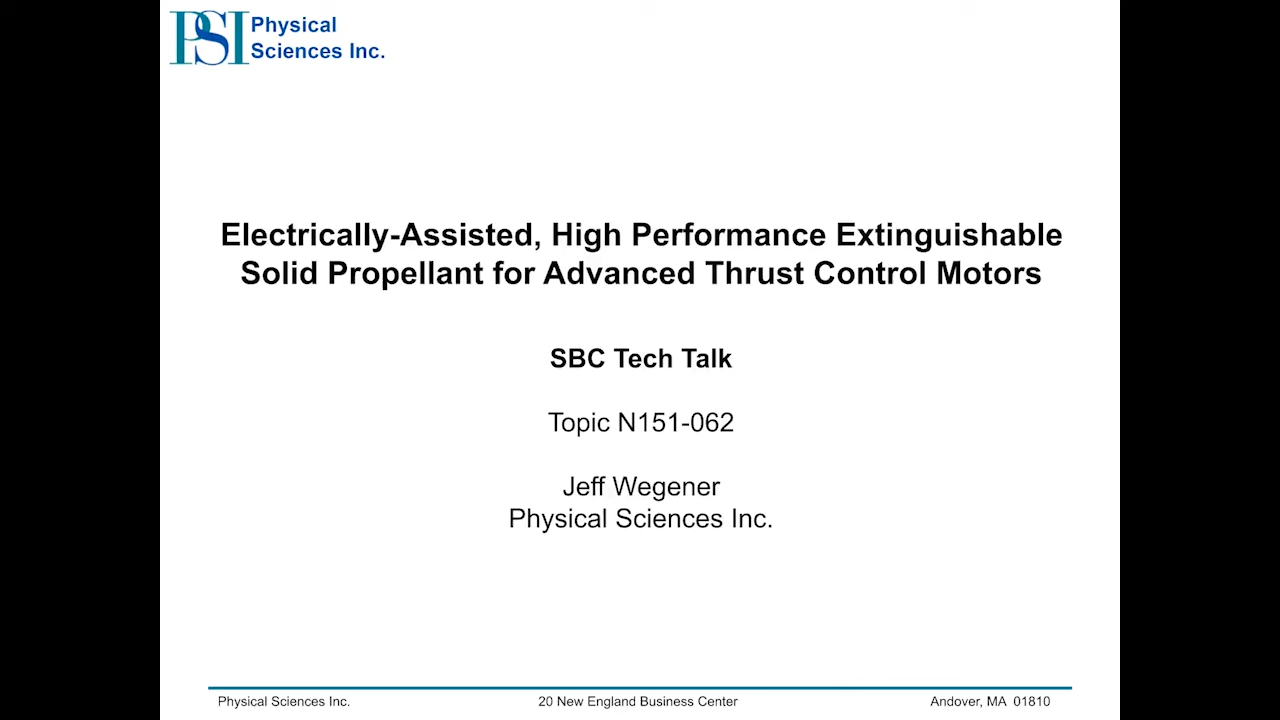 PSI Physical
Sciences Inc.
Electrically-Assisted, High Performance Extinguishable
Solid Propellant for Advanced Thrust Control Motors
SBC Tech Talk
Topic N151-062
Jeff Wegener
Physical Sciences Inc.
Physical Sciences Inc. 20 New England Business Center Andover, MA 01810